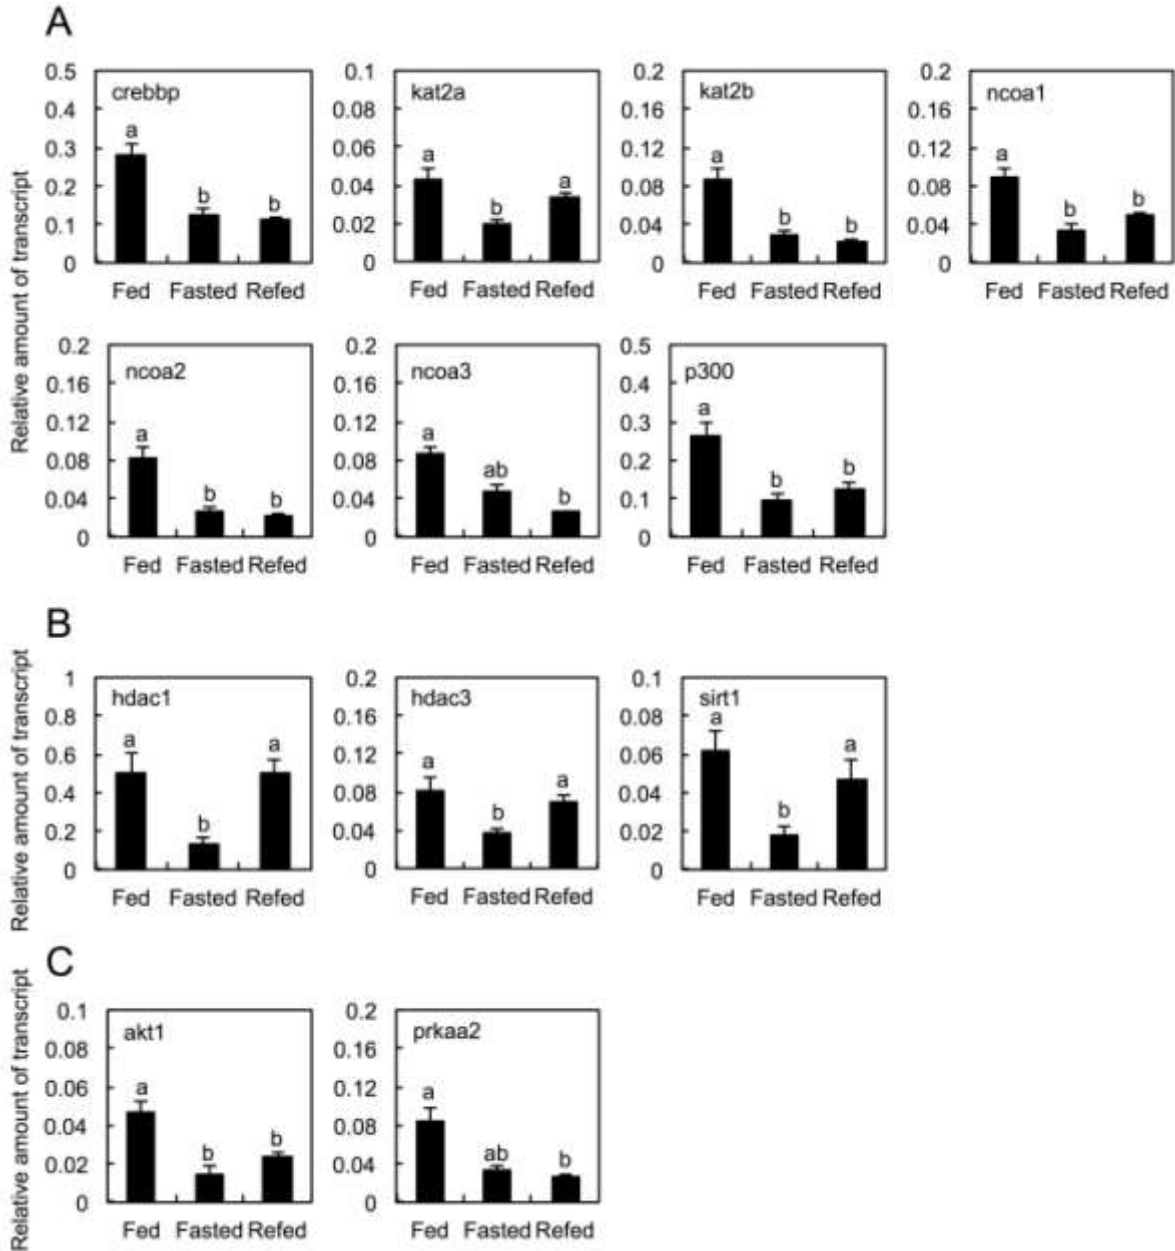 A
Relative amount of transcript
crebbp
0.5
0.4
0.3
0.2
0.1
0
a
b
b
Fed Fasted Refed
kat2a
0.1
0.08
0.06
0.04
0.02
0
a
b
a
Fed Fasted Refed
kat2b
0.2
0.16
0.12
0.08
0.04
0
a
b
b
Fed Fasted Refed
ncoa1
0.2
0.16
0.12
0.08
0.04
0
a
b
b
Fed Fasted Refed
ncoa2
0.2
0.16
0.12
0.08
0.04
0
a
b
b
Fed Fasted Refed
ncoa3
0.2
0.16
0.12
0.08
0.04
0
a
ab
b
Fed Fasted Refed
p300
0.5
0.4
0.3
0.2
0.1
0
a
b
b
Fed Fasted Refed
B
Relative amount of transcript
hdac1
1
0.8
0.6
0.4
0.2
0
a
b
a
Fed Fasted Refed
hdac3
0.2
0.16
0.12
0.08
0.04
0
a
b
a
Fed Fasted Refed
sirt1
0.1
0.08
0.06
0.04
0.02
0
a
b
a
Fed Fasted Refed
C
Relative amount of transcript
akt1
0.1
0.08
0.06
0.04
0.02
0
a
b
b
Fed Fasted Refed
prkaa2
0.2
0.16
0.12
0.08
0.04
0
a
ab
b
Fed Fasted Refed